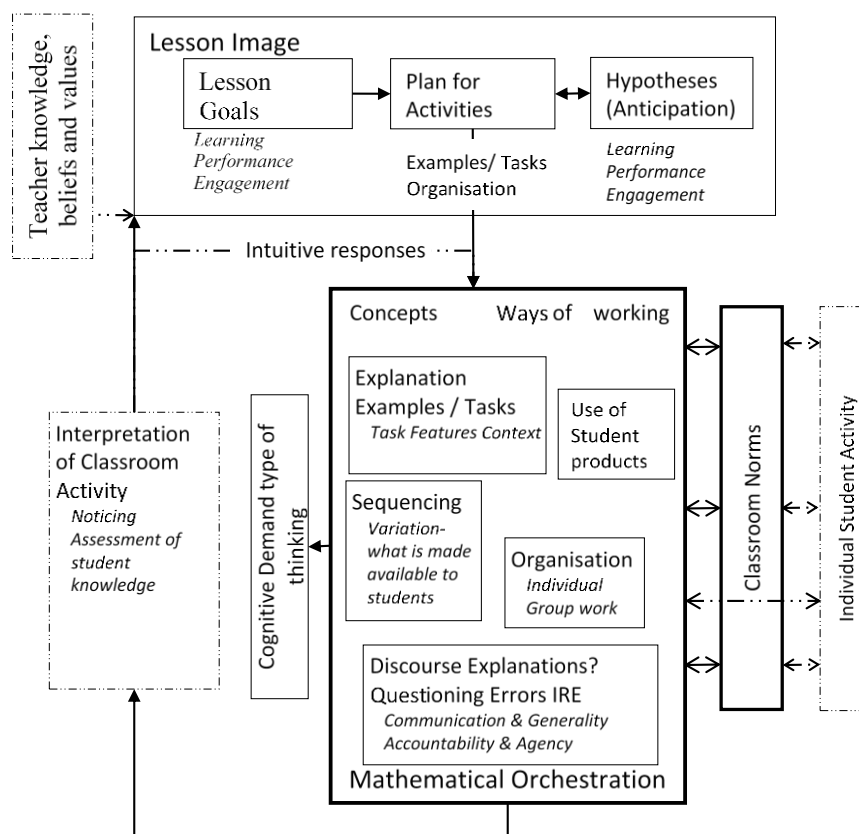 Teacher knowledge,
beliefs and values
Lesson Image
Lesson
Goals
Learning
Performance
Engagement
Plan for
Activities
Examples/ Tasks
Organisation
Hypotheses
(Anticipation)
Learning
Performance
Engagement
Intuitive responses
Interpretation
of Classroom
Activity
Noticing
Assessment of
student
knowledge
Cognitive Demand type of
thinking
Concepts Ways of working
Explanation
Examples / Tasks
Task Features Context
Use of
Student
products
Sequencing
Variation-
what is made
available to
students
Organisation
Individual
Group work
Discourse Explanations?
Questioning Errors IRE
Communication & Generality
Accountability & Agency
Mathematical Orchestration
Classroom Norms
Individual Student Activity